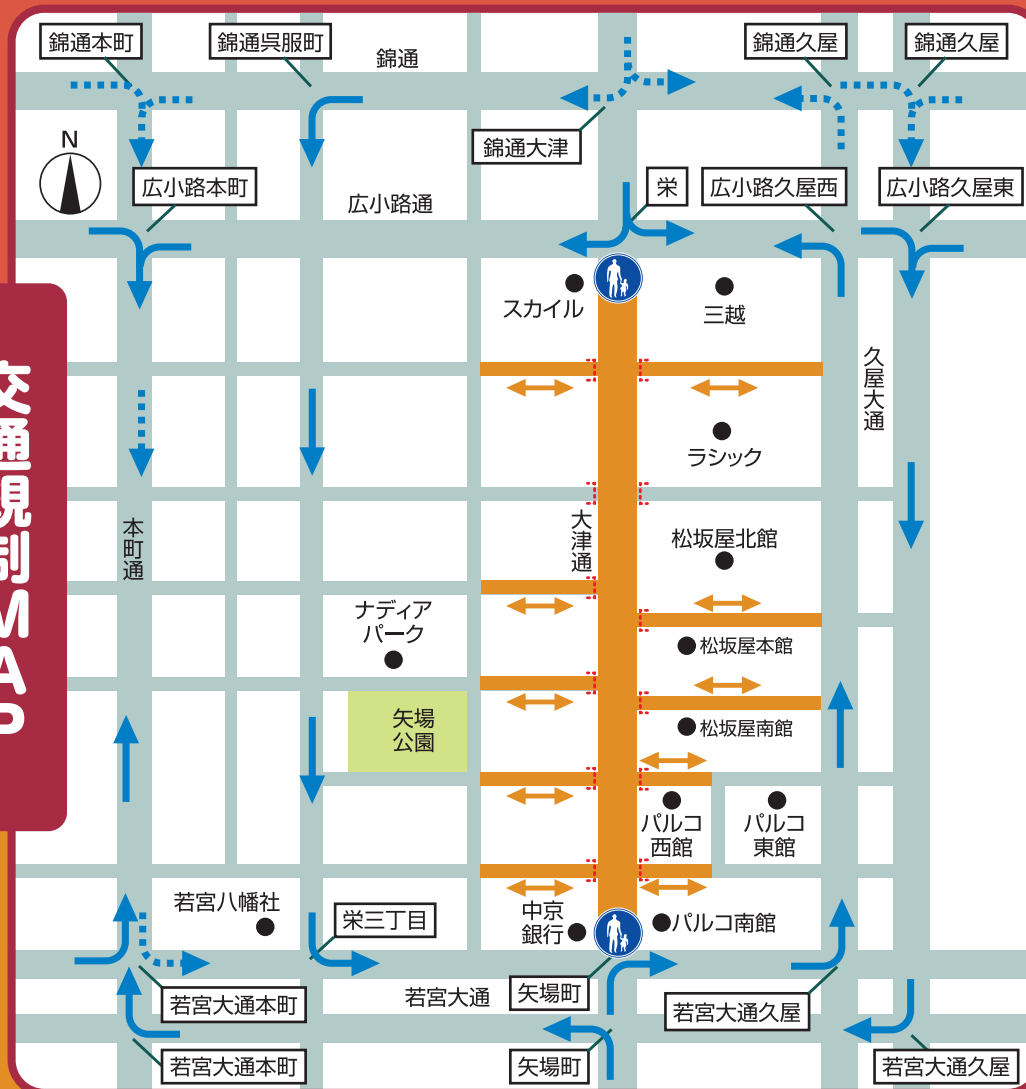 錦通本町
錦通呉服町
錦通
錦通久屋
錦通久屋
錦通大津
N
広小路本町
広小路通
栄
広小路久屋西
広小路久屋東
スカイル
三越
久屋大通
交通規制MAP
ラシック
本町通
大津通
松坂屋北館
ナディア
パーク
松坂屋本館
矢場
公園
松坂屋南館
パルコ
西館
パルコ
東館
若宮八幡社
栄三丁目
中京
銀行
パルコ南館
若宮大通本町
若宮大通
矢場町
若宮大通久屋
若宮大通本町
矢場町
若宮大通久屋